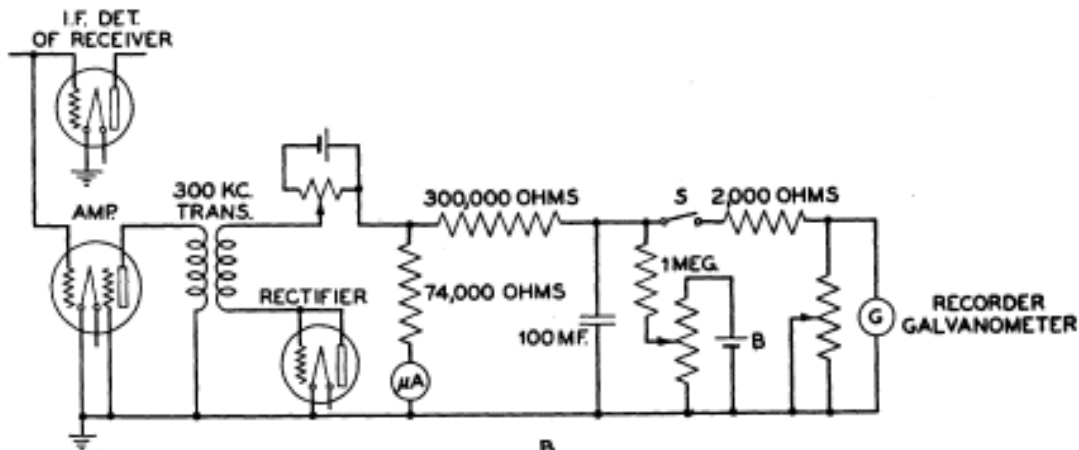 I.F. DET.
OF RECEIVER
AMP.
300 KC.
TRANS.
RECTIFIER
300,000 OHMS
74,000 OHMS
μA
100 MF.
S
1 MEG.
2,000 OHMS
B
G
RECORDER
GALVANOMETER
B